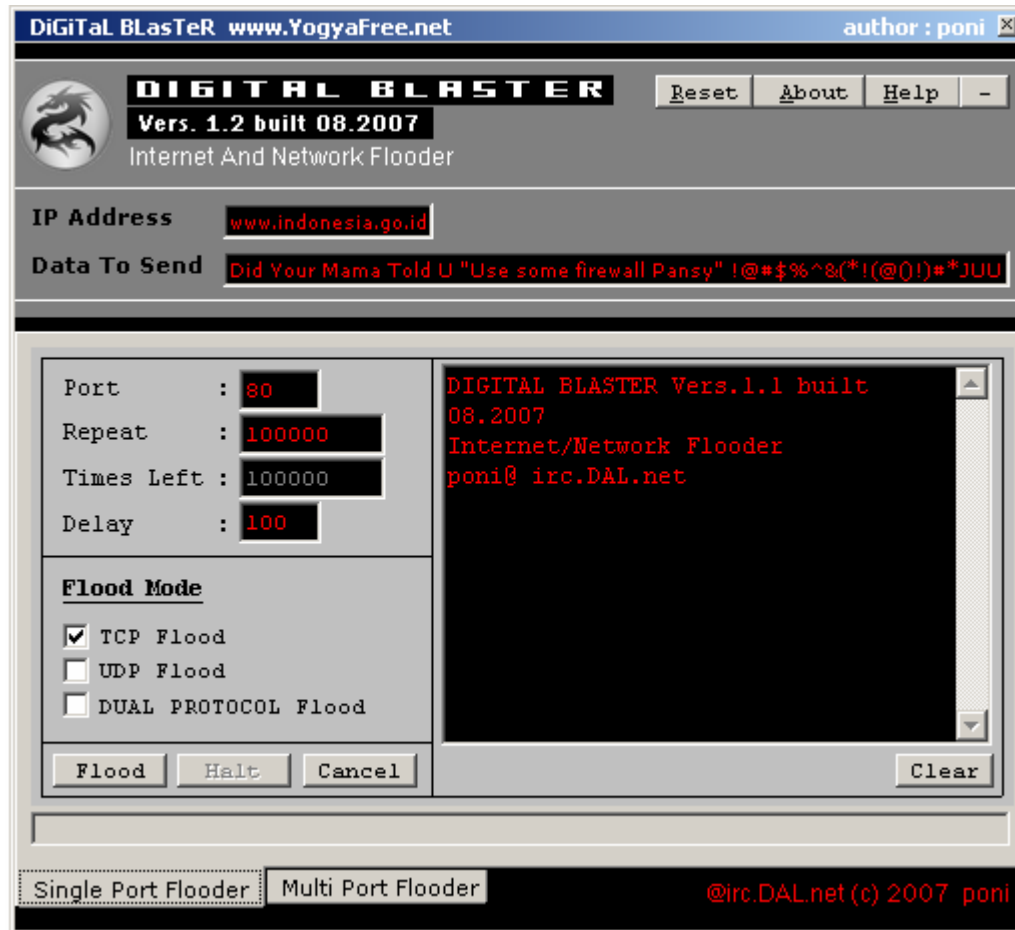 DiGiTaL BLasTeR www.YogyaFree.net author : poni
DIGITAL BLASTER
Vers. 1.2 built 08.2007
Internet And Network Flooder
Reset About Help -
IP Address www.indonesia.go.id
Data To Send Did Your Mama Told U "Use some firewall Pansy" !@#$%^&(*!(@()!)#*JUU
Port : 80
Repeat : 100000
Times Left : 100000
Delay : 100
Flood Mode
TCP Flood
UDP Flood
DUAL PROTOCOL Flood
Flood Halt Cancel
DIGITAL BLASTER Vers.1.1 built
08.2007
Internet/Network Flooder
poni@ irc.DAL.net
Clear
Single Port Flooder Multi Port Flooder
@irc.DAL.net (c) 2007 poni